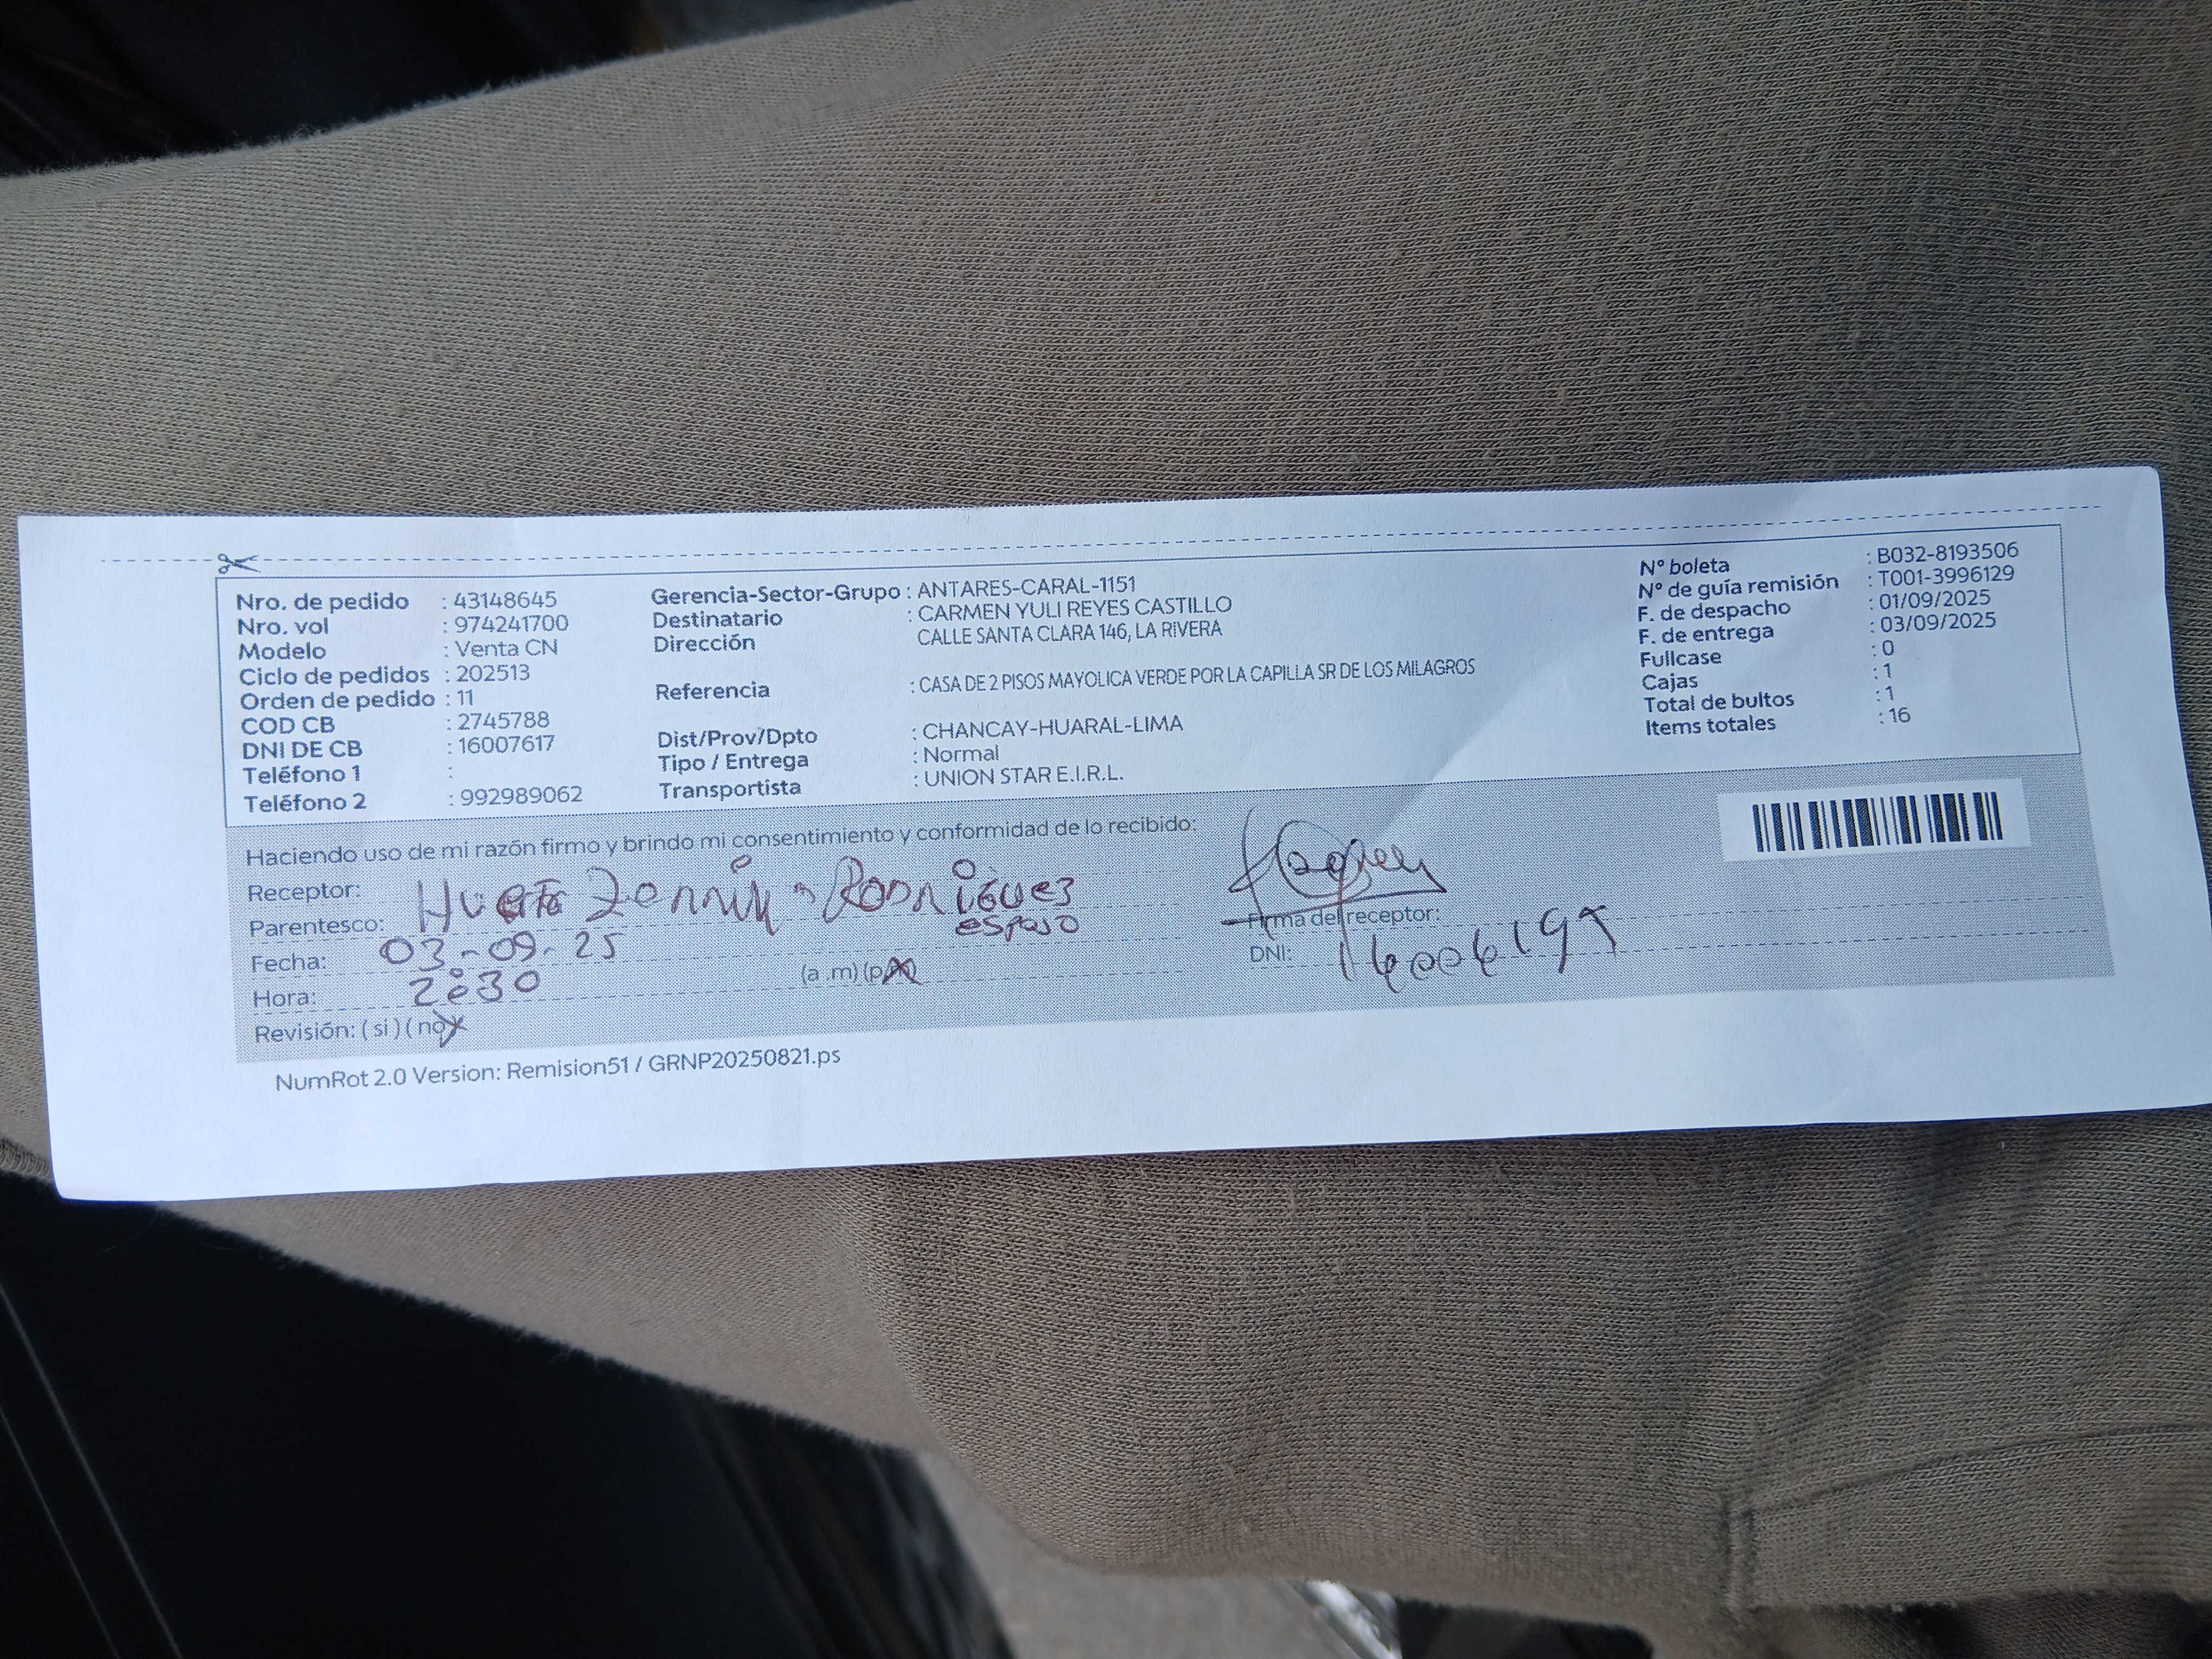 Nro. de pedido : 43148645
Nro. vol : 974241700
Modelo : Venta CN
Ciclo de pedidos : 202513
Orden de pedido : 11
COD CB : 2745788
DNI DE CB : 16007617
Teléfono 1 :
Teléfono 2 : 992989062
Gerencia-Sector-Grupo : ANTARES-CARAL-1151
Destinatario : CARMEN YULI REYES CASTILLO
Dirección CALLE SANTA CLARA 146, LA RIVERA
Referencia : CASA DE 2 PISOS MAYOLICA VERDE POR LA CAPILLA SR DE LOS MILAGROS
Dist/Prov/Dpto : CHANCAY-HUARAL-LIMA
Tipo / Entrega : Normal
Transportista : UNION STAR E.I.R.L.
N° boleta : B032-8193506
N° de guía remisión : T001-3996129
F. de despacho : 01/09/2025
F. de entrega : 03/09/2025
Fullcase : 0
Cajas : 1
Total de bultos : 1
Items totales : 16
Haciendo uso de mi razón firmo y brindo mi consentimiento y conformidad de lo recibido:
Receptor: Huerta Rodriguez
Parentesco: esposo
Fecha: 03-09-25
Hora: 2:30 (a .m) (p.m)
Revisión: ( si ) ( no )
Firma del receptor:
DNI:
NumRot 2.0 Version: Remision51 / GRNP20250821.ps